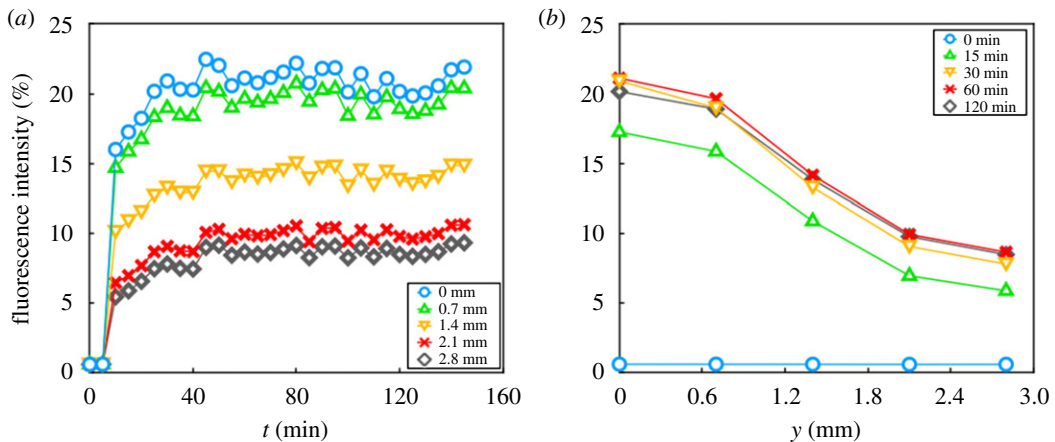 (a)
fluorescence intensity (%)
25
20
15
10
5
0
0 40 80 120 160
t (min)
0 mm
0.7 mm
1.4 mm
2.1 mm
2.8 mm
(b)
25
20
15
10
5
0
0 0.6 1.2 1.8 2.4 3.0
y (mm)
0 min
15 min
30 min
60 min
120 min